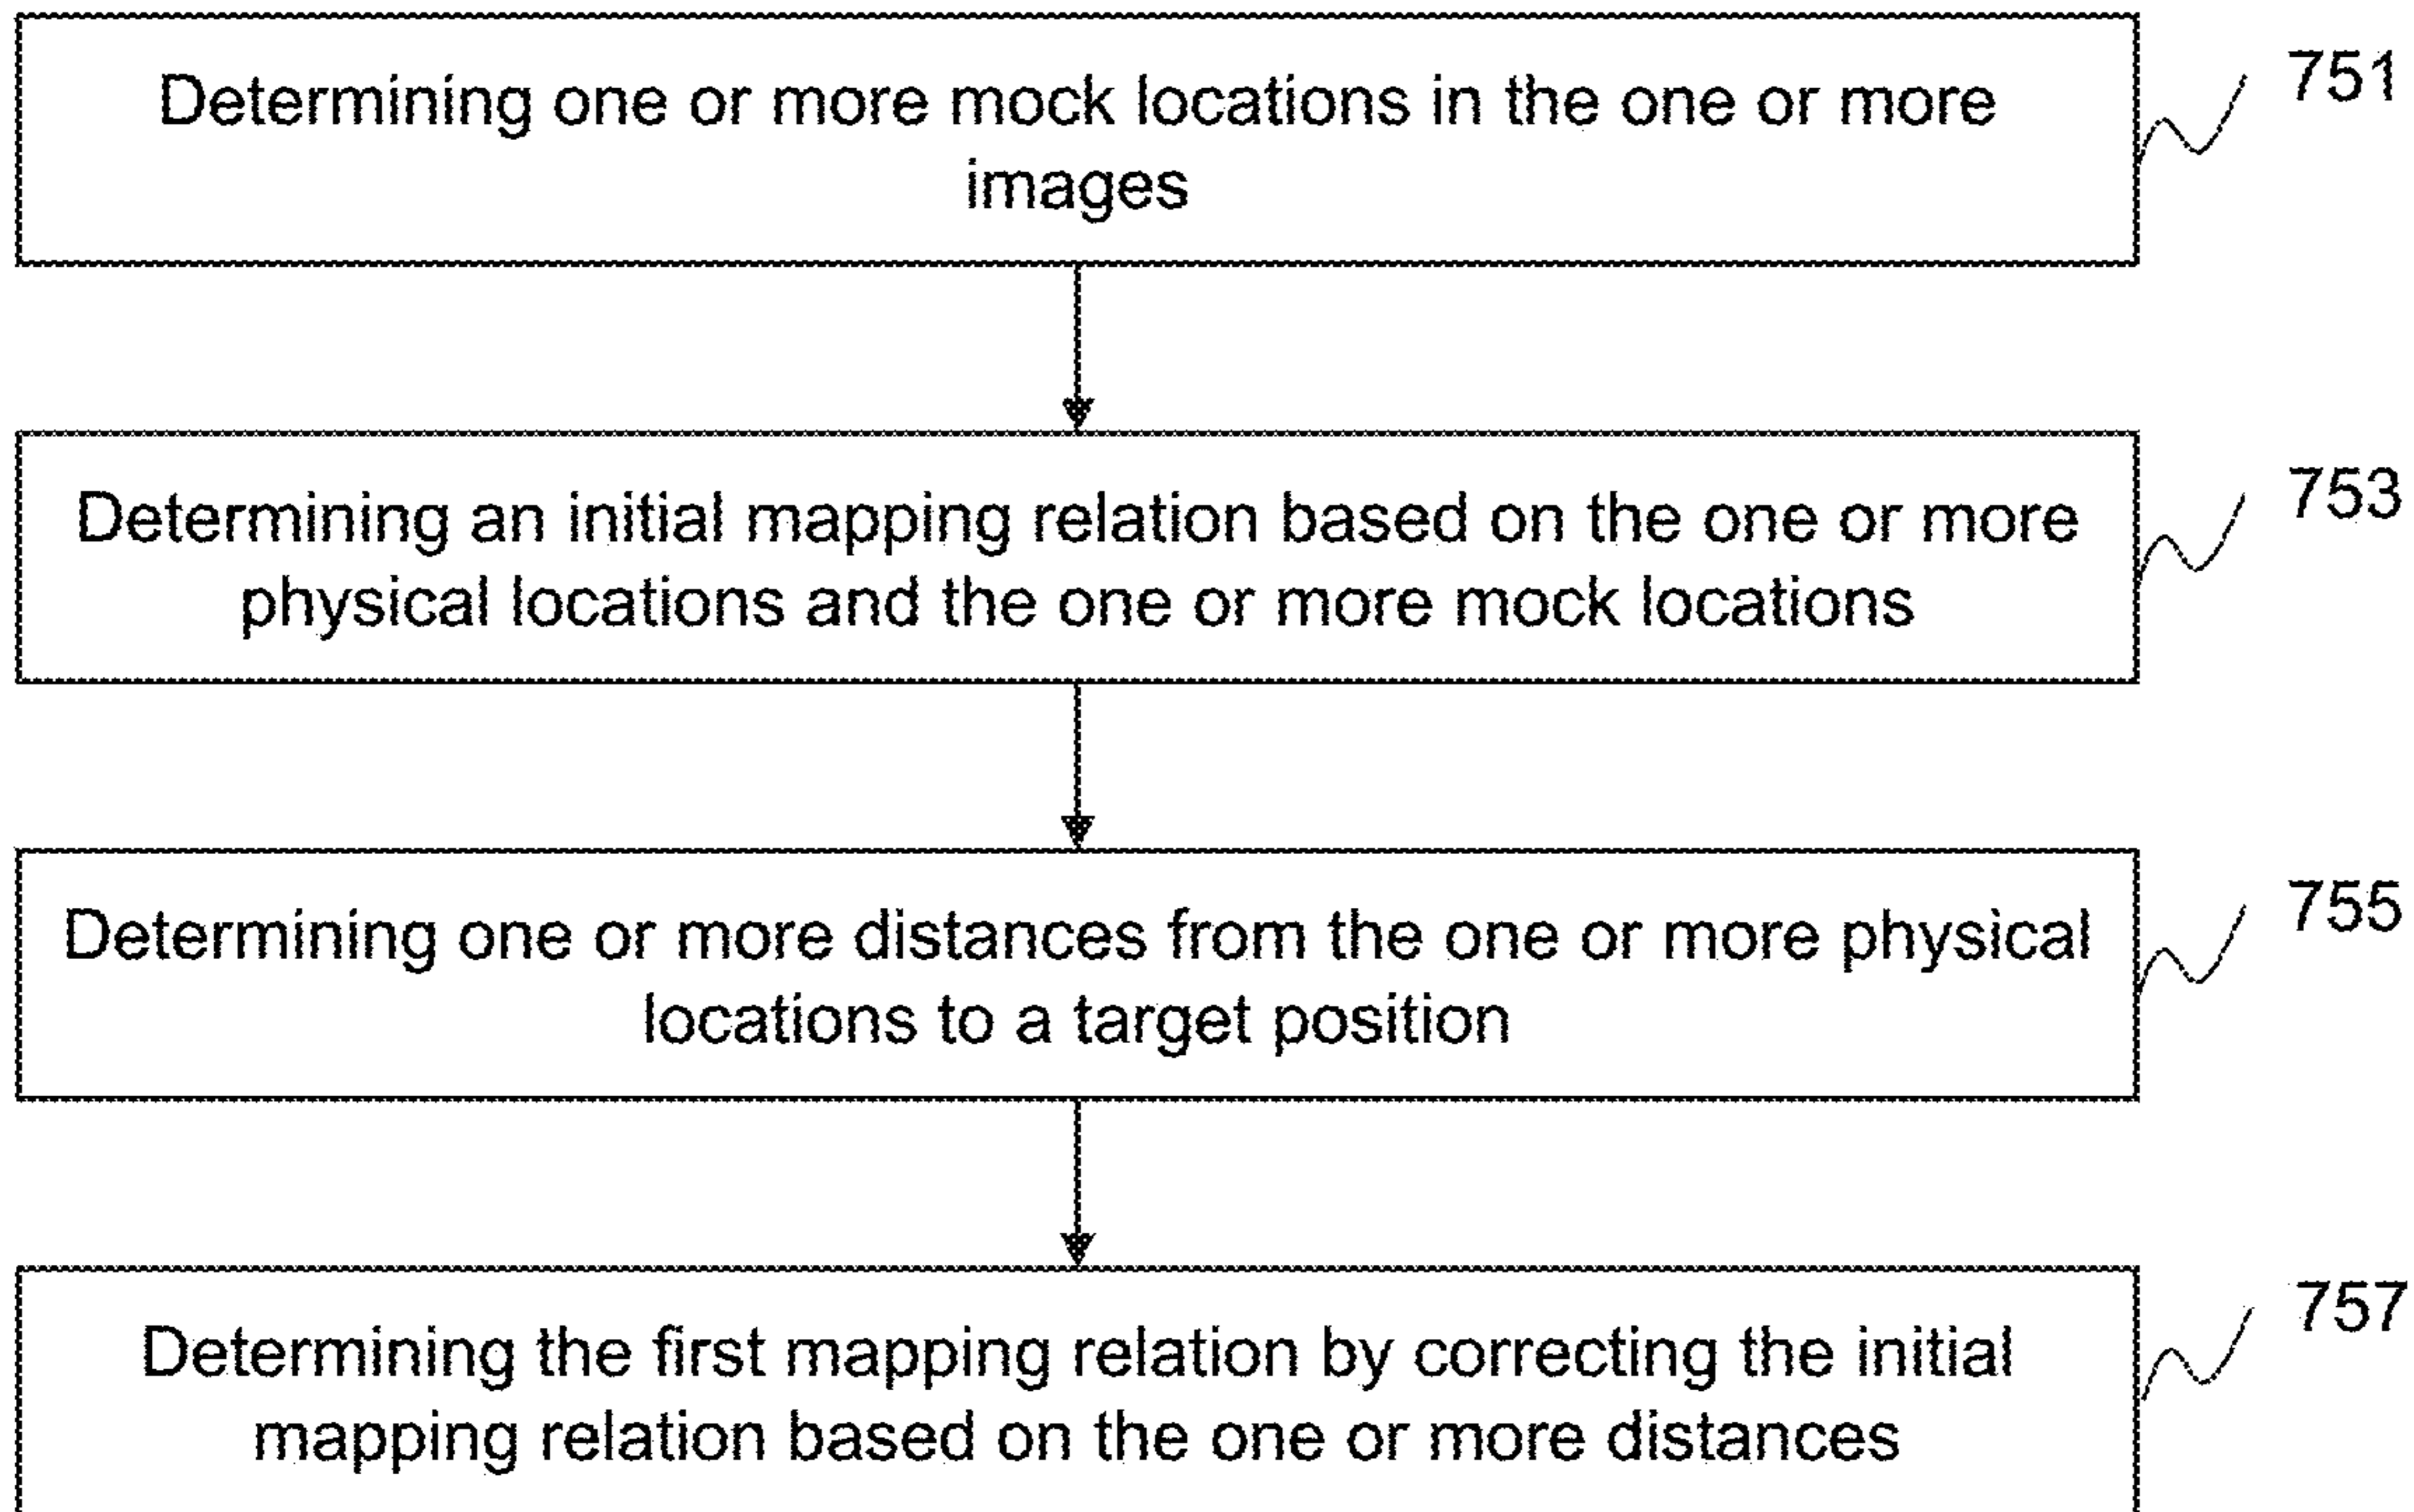 Determining one or more mock locations in the one or more
images
751
Determining an initial mapping relation based on the one or more
physical locations and the one or more mock locations
753
Determining one or more distances from the one or more physical
locations to a target position
755
Determining the first mapping relation by correcting the initial
mapping relation based on the one or more distances
757